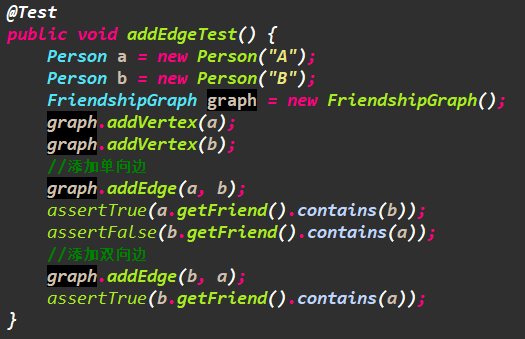 @Test
public void addEdgeTest() {
    Person a = new Person("A");
    Person b = new Person("B");
    FriendshipGraph graph = new FriendshipGraph();
    graph.addVertex(a);
    graph.addVertex(b);
    //添加单向边
    graph.addEdge(a, b);
    assertTrue(a.getFriend().contains(b));
    assertFalse(b.getFriend().contains(a));
    //添加双向边
    graph.addEdge(b, a);
    assertTrue(b.getFriend().contains(a));
}